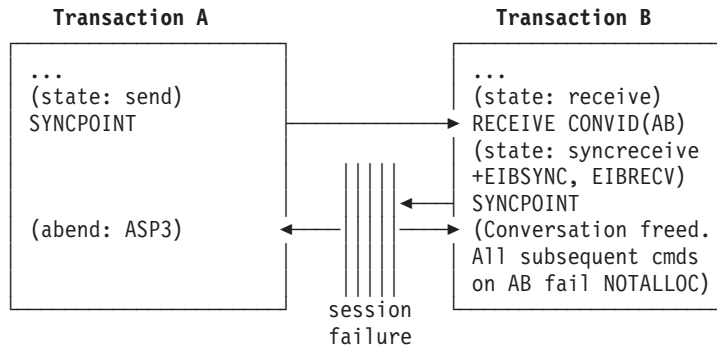 Transaction A
Transaction B
...
(state: send)
SYNCPOINT
(abend: ASP3)
...
(state: receive)
RECEIVE CONVID(AB)
(state: syncreceive
+EIBSYNC, EIBRECV)
SYNCPOINT
(Conversation freed.
All subsequent cmds
on AB fail NOTALLOC)
session
failure